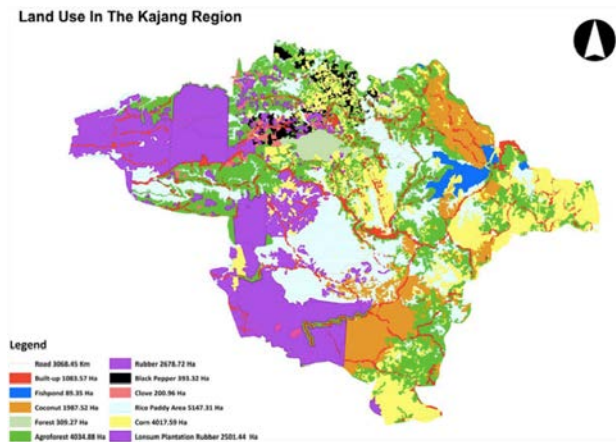 Land Use In The Kajang Region
Legend
Road 3068.45 Km
Built-up 1083.57 Ha
Fishpond 89.35 Ha
Coconut 1987.52 Ha
Forest 309.27 Ha
Agroforest 4034.88 Ha
Rubber 2678.72 Ha
Black Pepper 393.32 Ha
Clove 200.96 Ha
Rice Paddy Area 5147.31 Ha
Corn 4017.59 Ha
Lonsum Plantation Rubber 2501.44 Ha